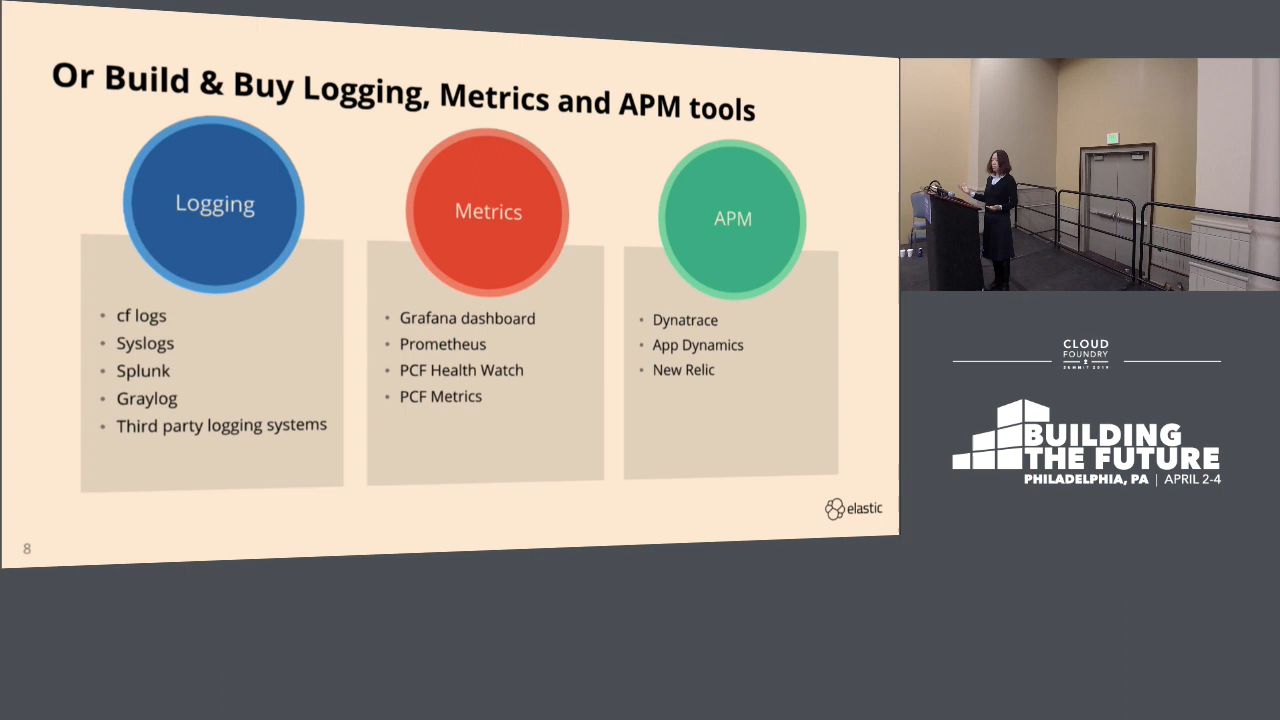 Or Build & Buy Logging, Metrics and APM tools
Logging
cf logs
Syslogs
Splunk
Graylog
Third party logging systems
Metrics
Grafana dashboard
Prometheus
PCF Health Watch
PCF Metrics
APM
Dynatrace
App Dynamics
New Relic
elastic
8
CLOUD
FOUNDRY
SUMMIT 2019
BUILDING
THE FUTURE
PHILADELPHIA, PA | APRIL 2-4